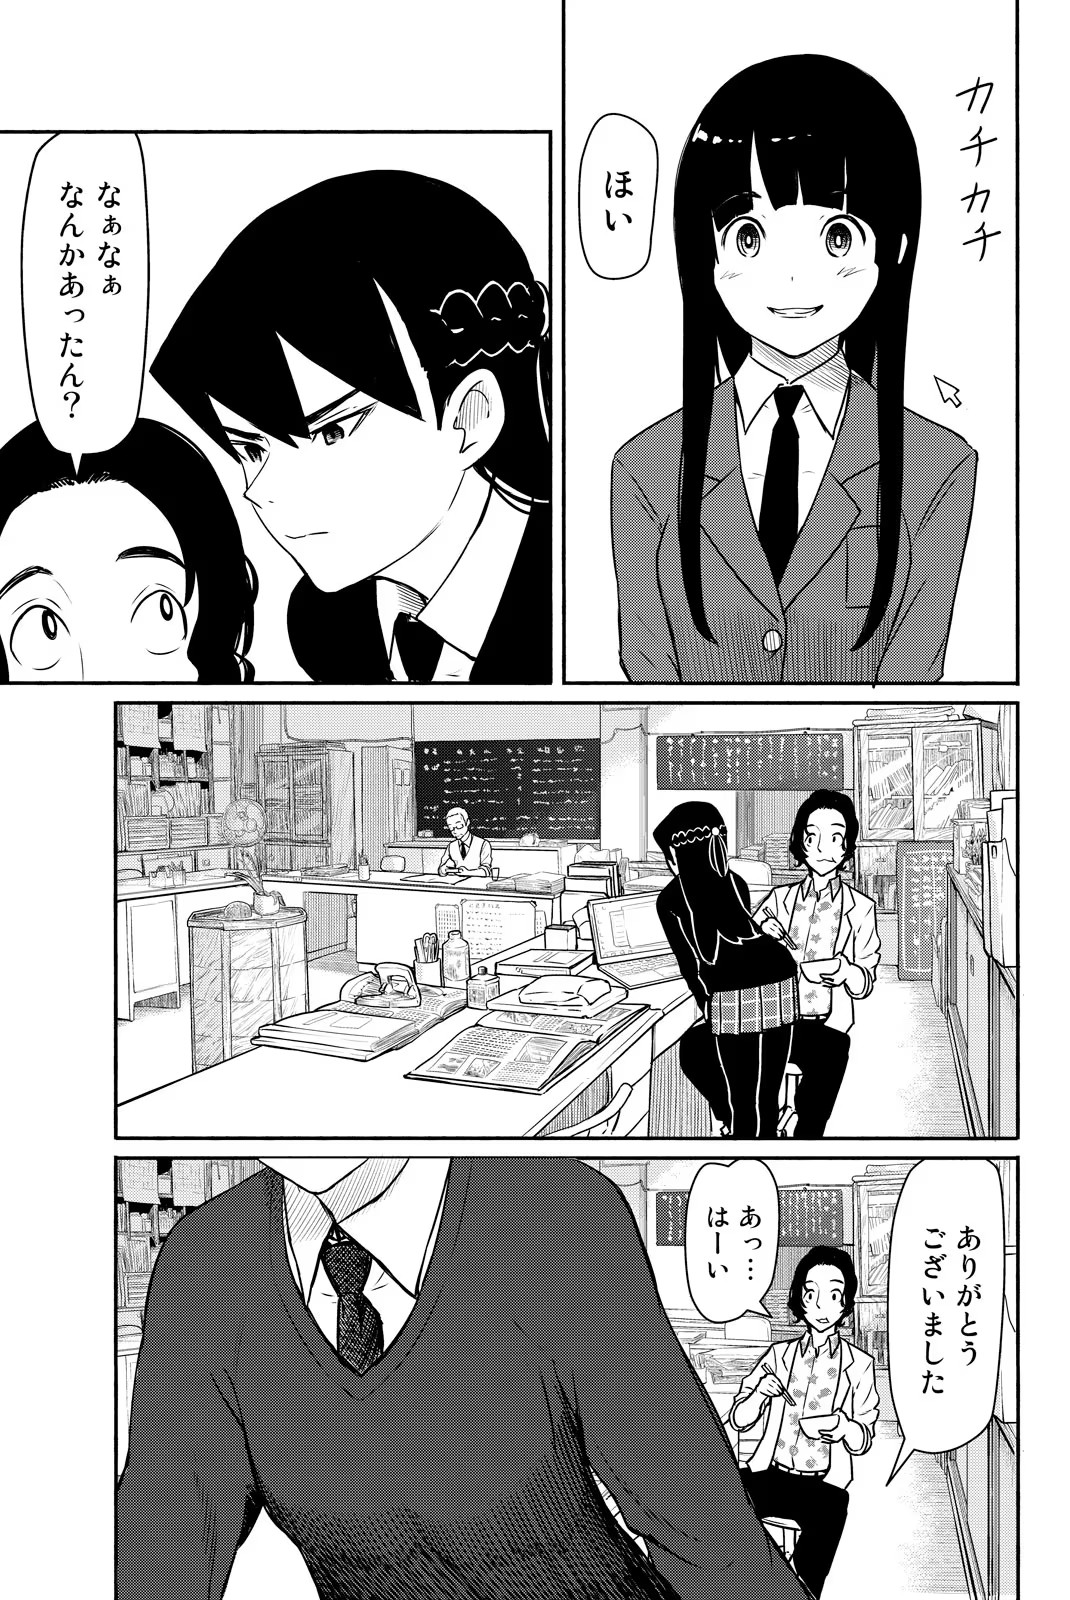 カチカチ
ほい
なぁなぁ
なんかあったん?
ありがとう
ございました
あっ…
はーい